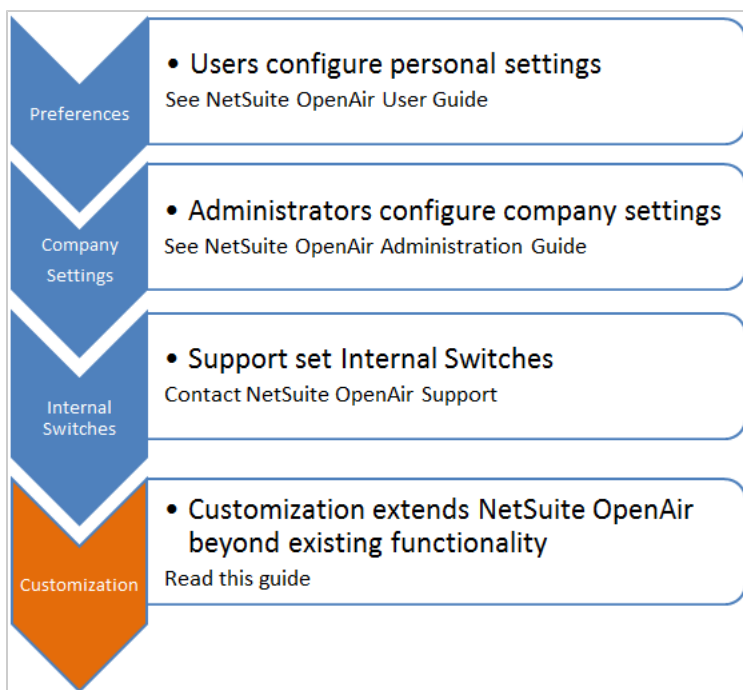 Preferences
• Users configure personal settings
See NetSuite OpenAir User Guide
Company
Settings
• Administrators configure company settings
See NetSuite OpenAir Administration Guide
Internal
Switches
• Support set Internal Switches
Contact NetSuite OpenAir Support
Customization
• Customization extends NetSuite OpenAir
beyond existing functionality
Read this guide